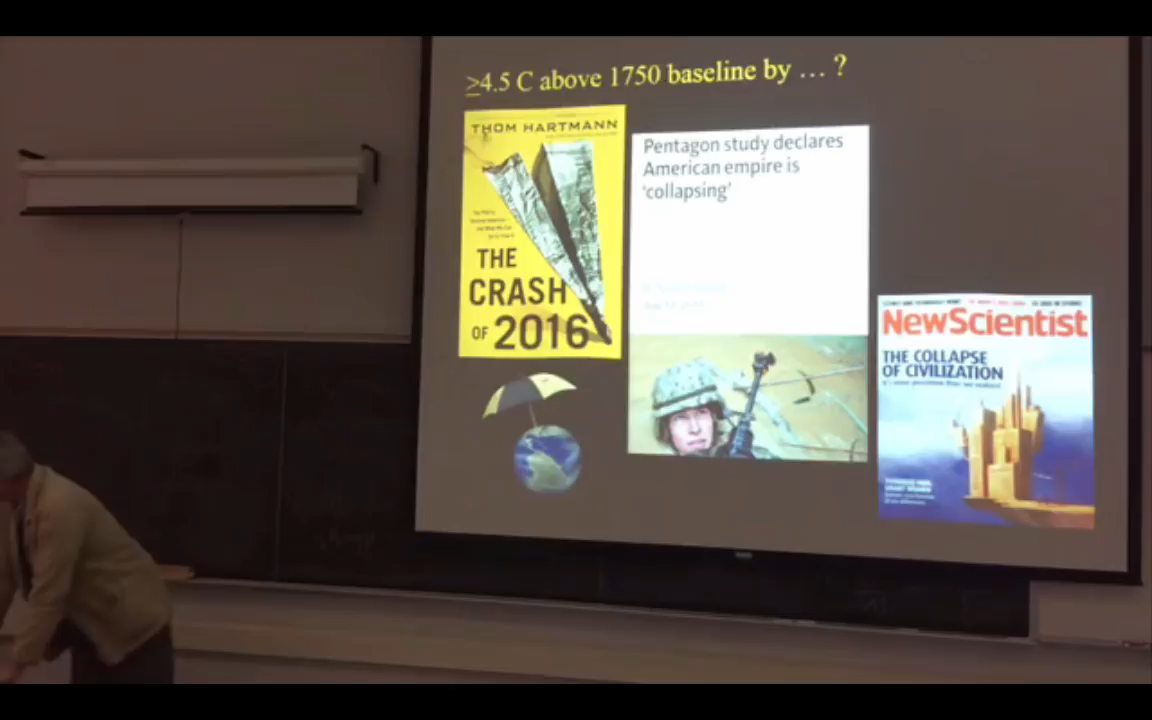 ≥4.5 C above 1750 baseline by … ?
THOM HARTMANN
THE
CRASH
OF 2016
Pentagon study declares
American empire is
‘collapsing’
NewScientist
THE COLLAPSE
OF CIVILIZATION